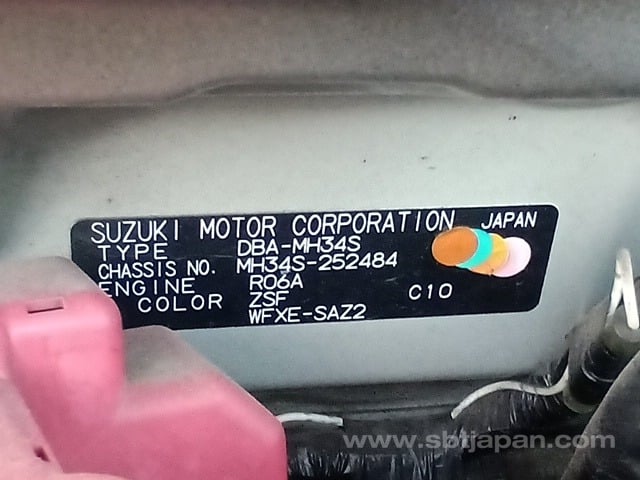 SUZUKI MOTOR CORPORATION JAPAN
TYPE DBA-MH34S
CHASSIS NO. MH34S-252484
ENGINE R06A
COLOR ZSF C10
WFXE-SAZ2
www.sbtjapan.com